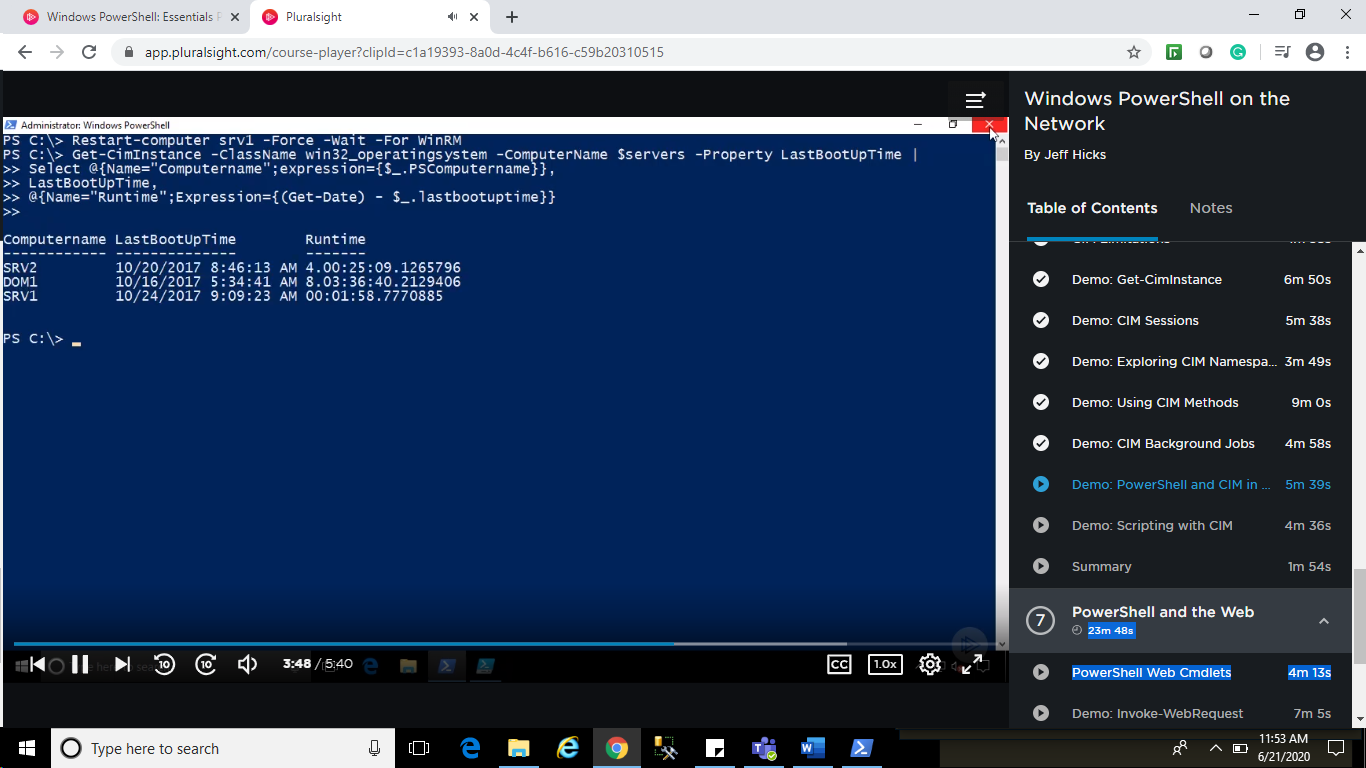 Windows PowerShell: Essentials P
Pluralsight
app.pluralsight.com/course-player?clipId=c1a19393-8a0d-4c4f-b616-c59b20310515
Administrator: Windows PowerShell
PS C:\> Restart-computer srv1 -Force -Wait -For WinRM
PS C:\> Get-CimInstance -ClassName win32_operatingsystem -ComputerName $servers -Property LastBootUpTime |
>> Select @{Name="Computername";expression={$_.PSComputername}},
>> LastBootUpTime,
>> @{Name="Runtime";Expression={(Get-Date) - $_.lastbootuptime}}
>>
Computername LastBootUpTime Runtime
------------ -------------- -------
SRV2 10/20/2017 8:46:13 AM 4.00:25:09.1265796
DOM1 10/16/2017 5:34:41 AM 8.03:36:40.2129406
SRV1 10/24/2017 9:09:23 AM 00:01:58.7770885
PS C:\> _
10
10
3:48 / 5:40
CC
1.0x
Windows PowerShell on the
Network
By Jeff Hicks
Table of Contents
Notes
Demo: Get-CimInstance 6m 50s
Demo: CIM Sessions 5m 38s
Demo: Exploring CIM Namespa... 3m 49s
Demo: Using CIM Methods 9m 0s
Demo: CIM Background Jobs 4m 58s
Demo: PowerShell and CIM in ... 5m 39s
Demo: Scripting with CIM 4m 36s
Summary 1m 54s
7
PowerShell and the Web
23m 48s
PowerShell Web Cmdlets 4m 13s
Demo: Invoke-WebRequest 7m 5s
Type here to search
11:53 AM
6/21/2020